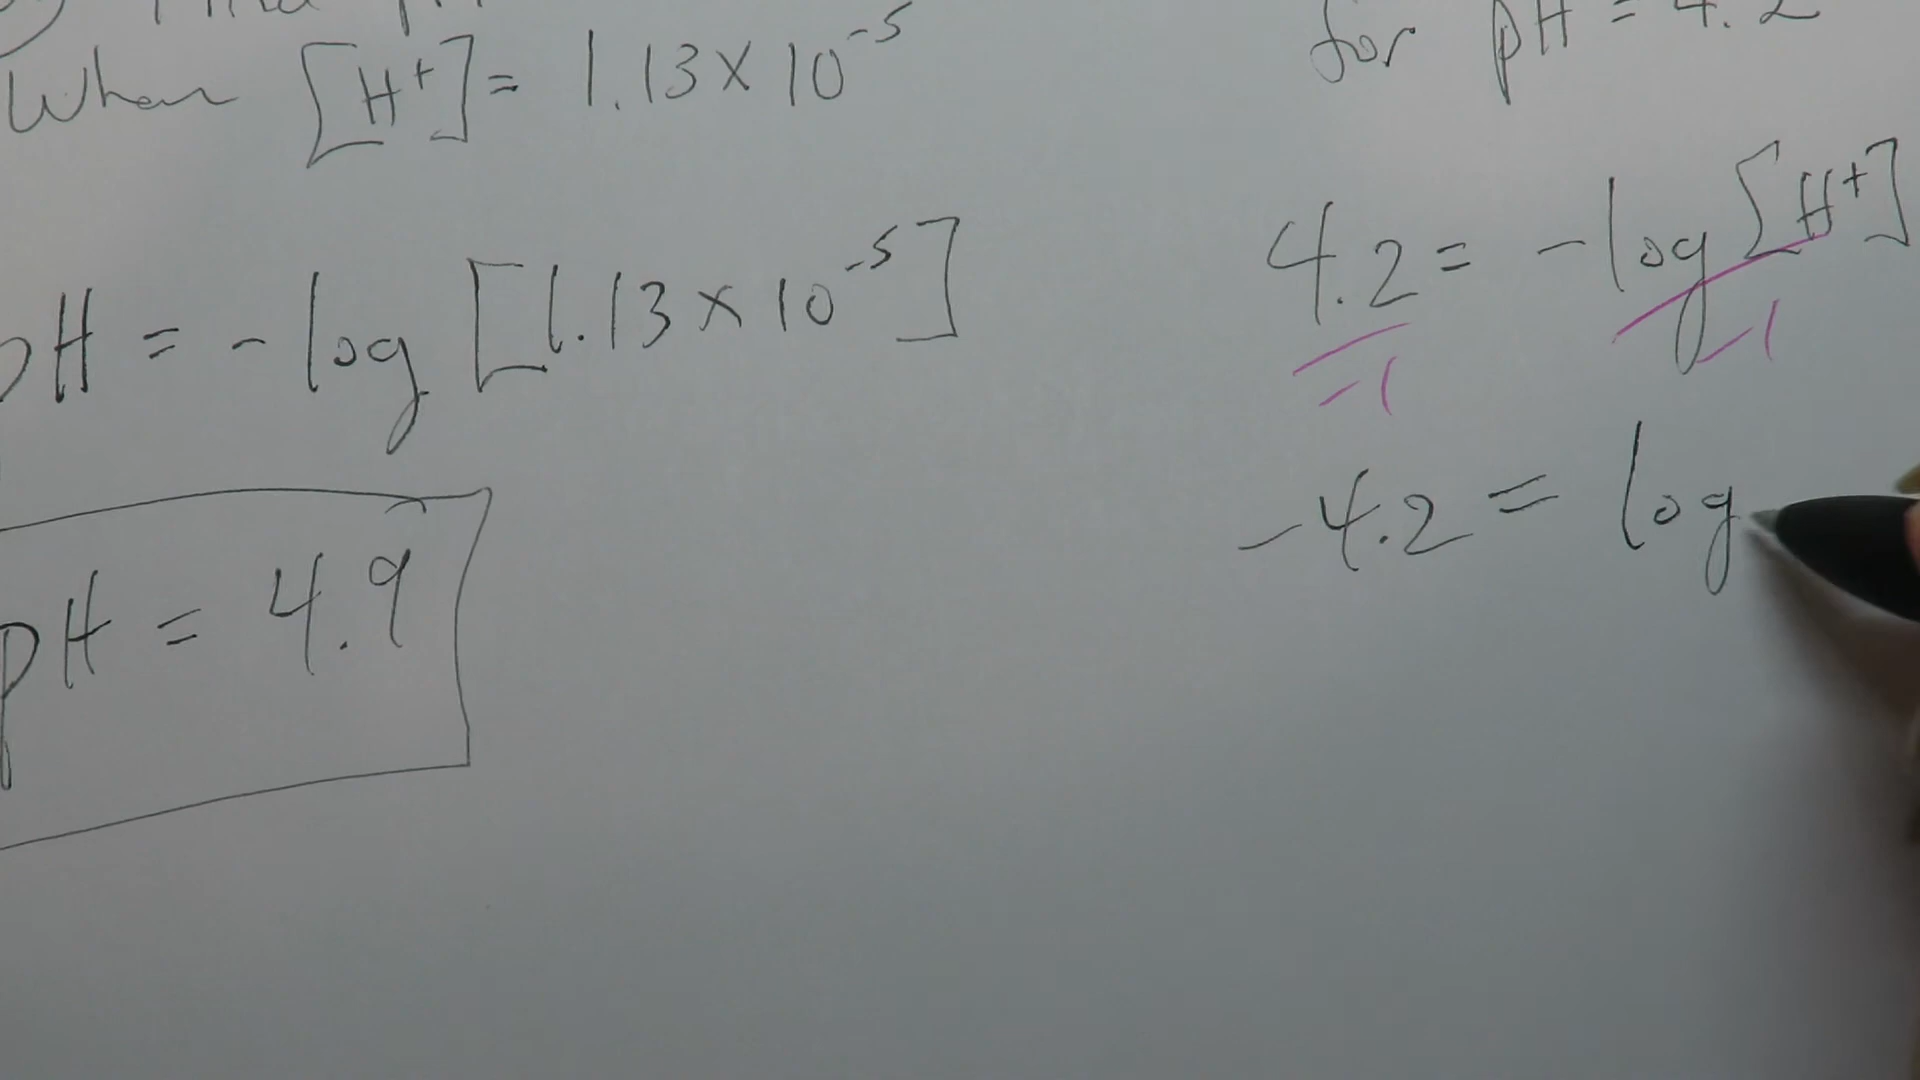 Find
When [H+] = 1.13 x 10^-5
pH = -log [1.13 x 10^-5]
pH = 4.9
for pH = 4.2
4.2 = -log [H+]
-1 -1
-4.2 = log